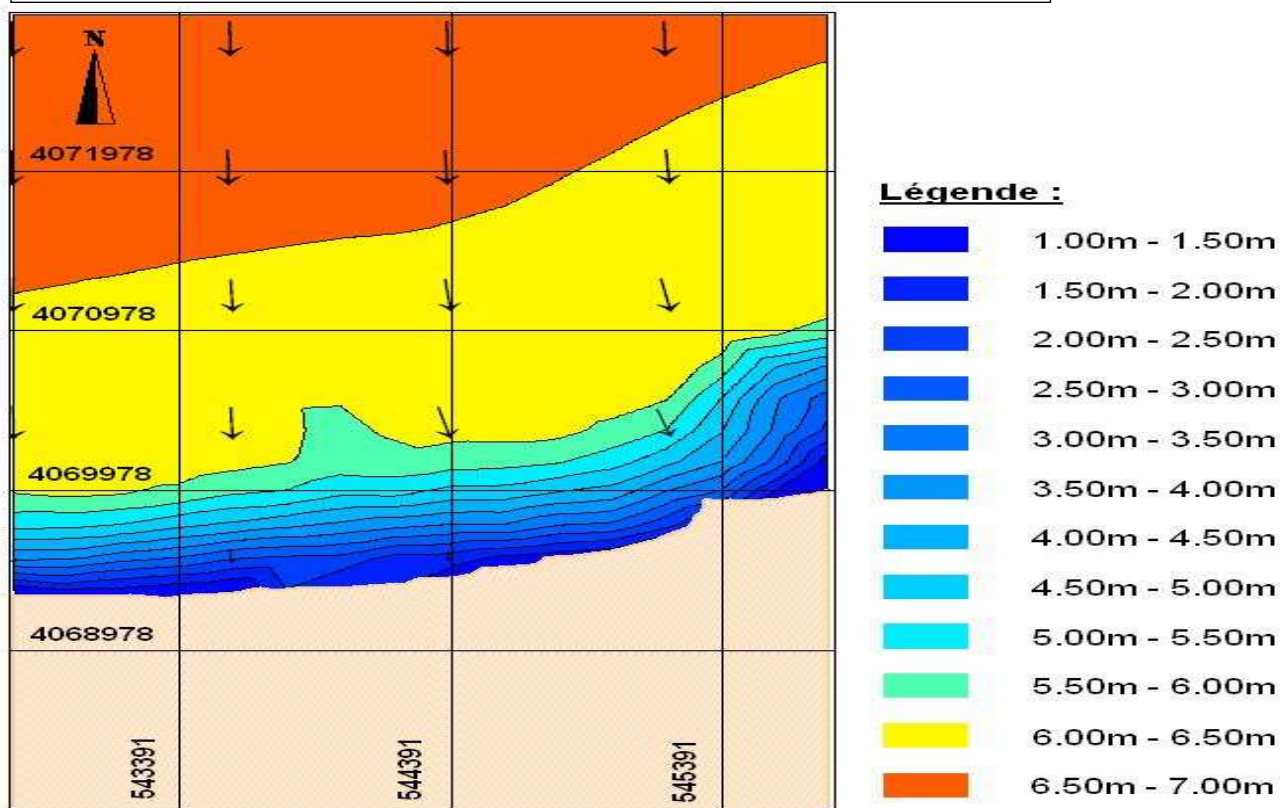 N
4071978
4070978
4069978
4068978
543391
544391
545391
Légende :
1.00m - 1.50m
1.50m - 2.00m
2.00m - 2.50m
2.50m - 3.00m
3.00m - 3.50m
3.50m - 4.00m
4.00m - 4.50m
4.50m - 5.00m
5.00m - 5.50m
5.50m - 6.00m
6.00m - 6.50m
6.50m - 7.00m